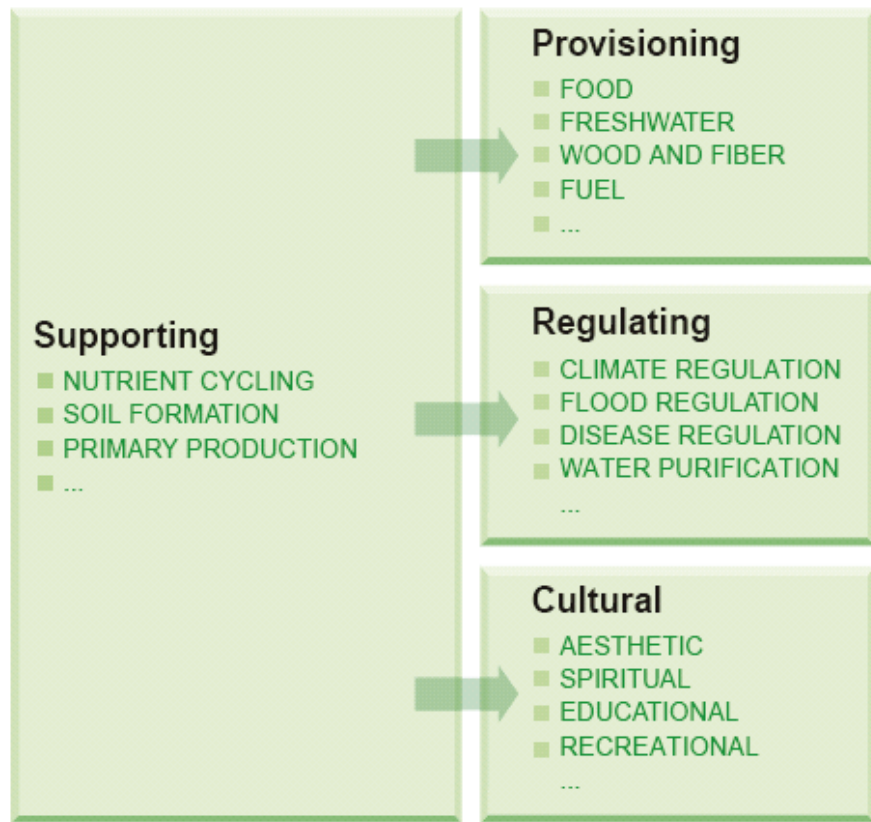 Supporting
NUTRIENT CYCLING
SOIL FORMATION
PRIMARY PRODUCTION
...
Provisioning
FOOD
FRESHWATER
WOOD AND FIBER
FUEL
...
Regulating
CLIMATE REGULATION
FLOOD REGULATION
DISEASE REGULATION
WATER PURIFICATION
...
Cultural
AESTHETIC
SPIRITUAL
EDUCATIONAL
RECREATIONAL
...